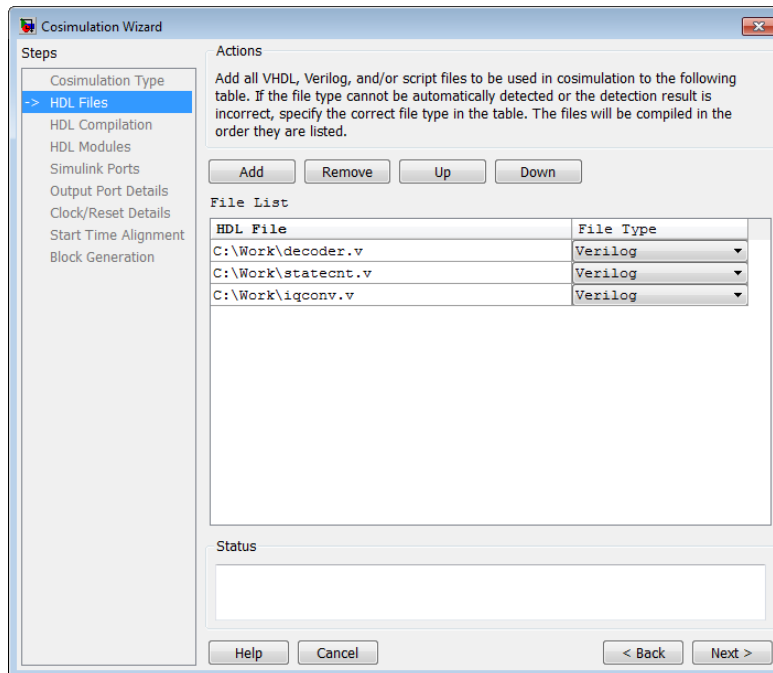 Cosimulation Wizard
Steps
Cosimulation Type
-> HDL Files
HDL Compilation
HDL Modules
Simulink Ports
Output Port Details
Clock/Reset Details
Start Time Alignment
Block Generation
Actions
Add all VHDL, Verilog, and/or script files to be used in cosimulation to the following
table. If the file type cannot be automatically detected or the detection result is
incorrect, specify the correct file type in the table. The files will be compiled in the
order they are listed.
Add Remove Up Down
File List
HDL File File Type
C:\Work\decoder.v Verilog
C:\Work\statecnt.v Verilog
C:\Work\iqconv.v Verilog
Status
Help Cancel < Back Next >